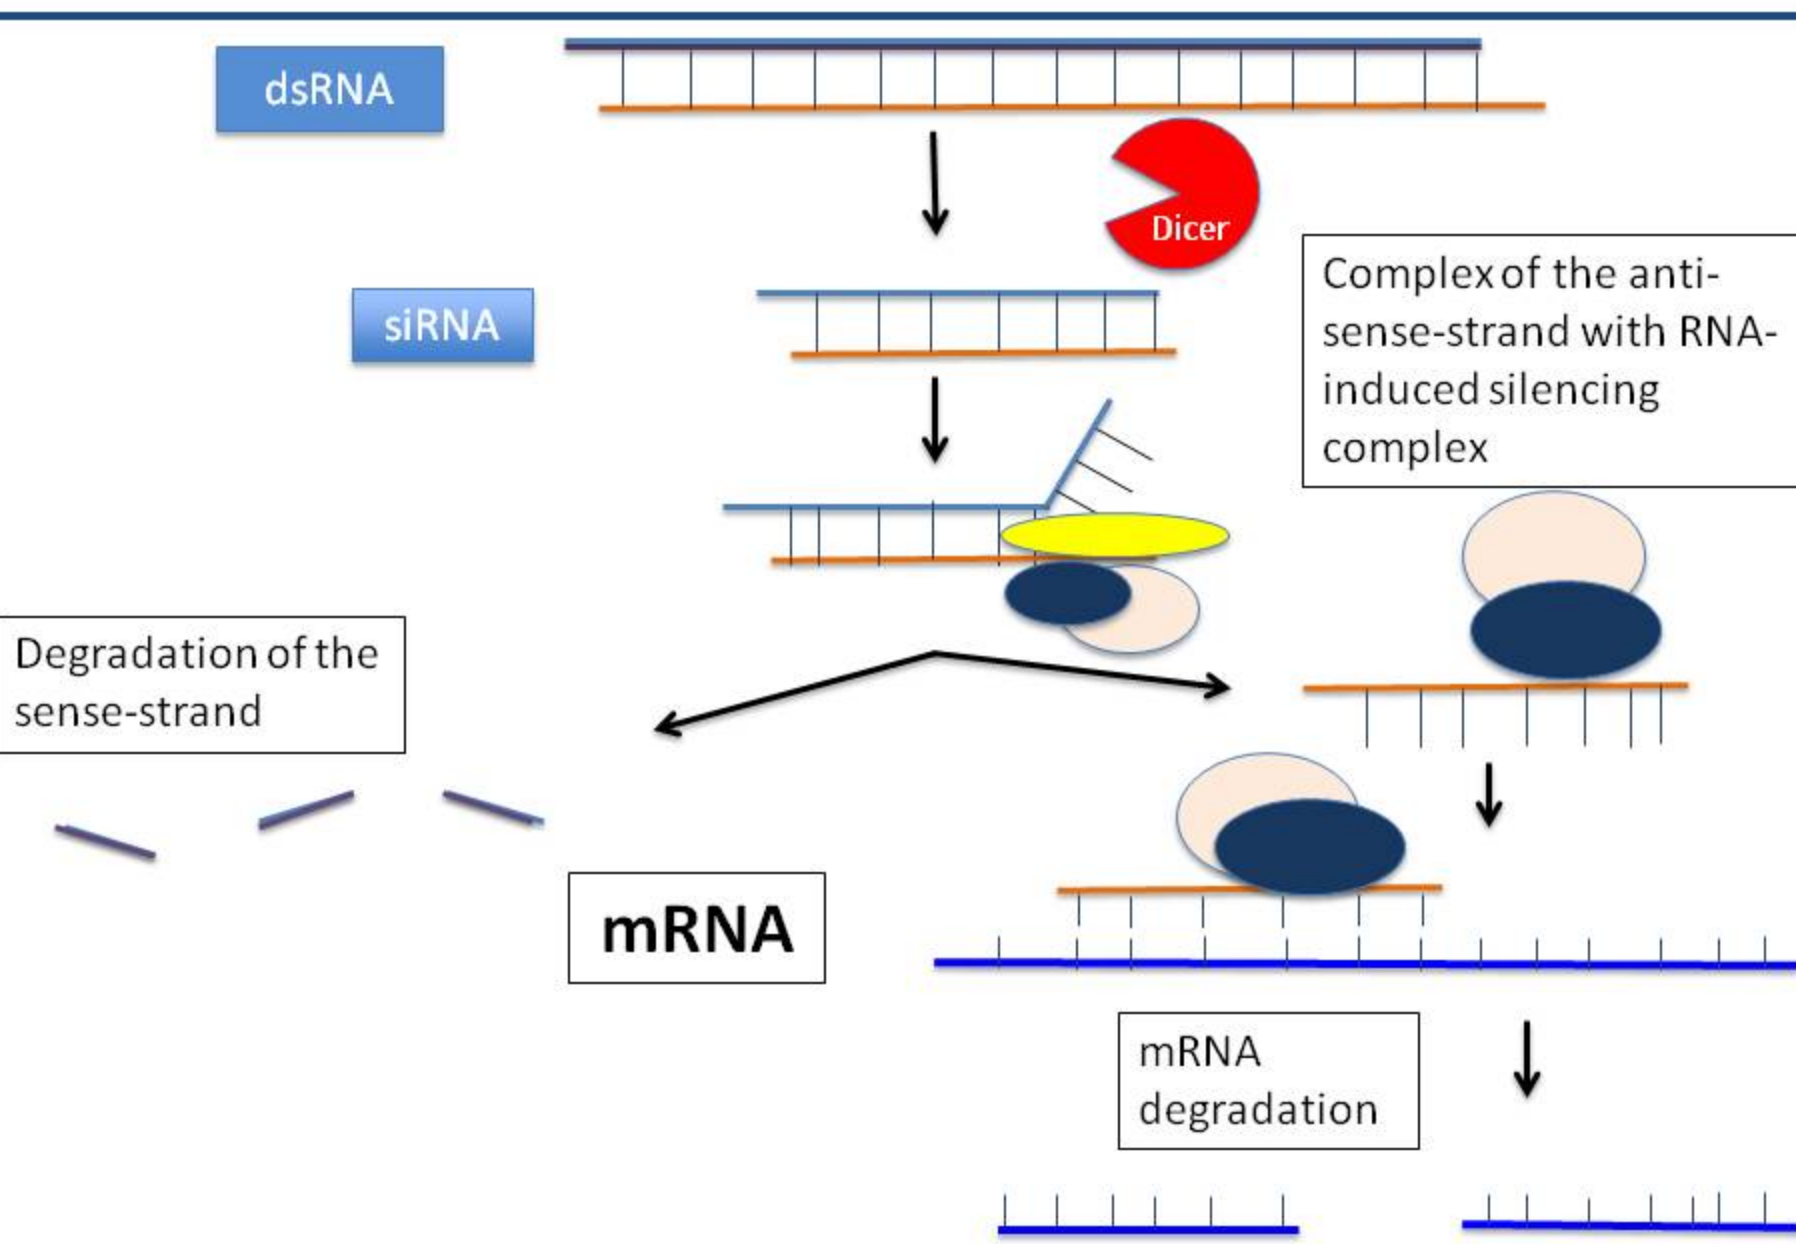 dsRNA
Dicer
siRNA
Complex of the anti-
sense-strand with RNA-
induced silencing
complex
Degradation of the
sense-strand
mRNA
mRNA
degradation